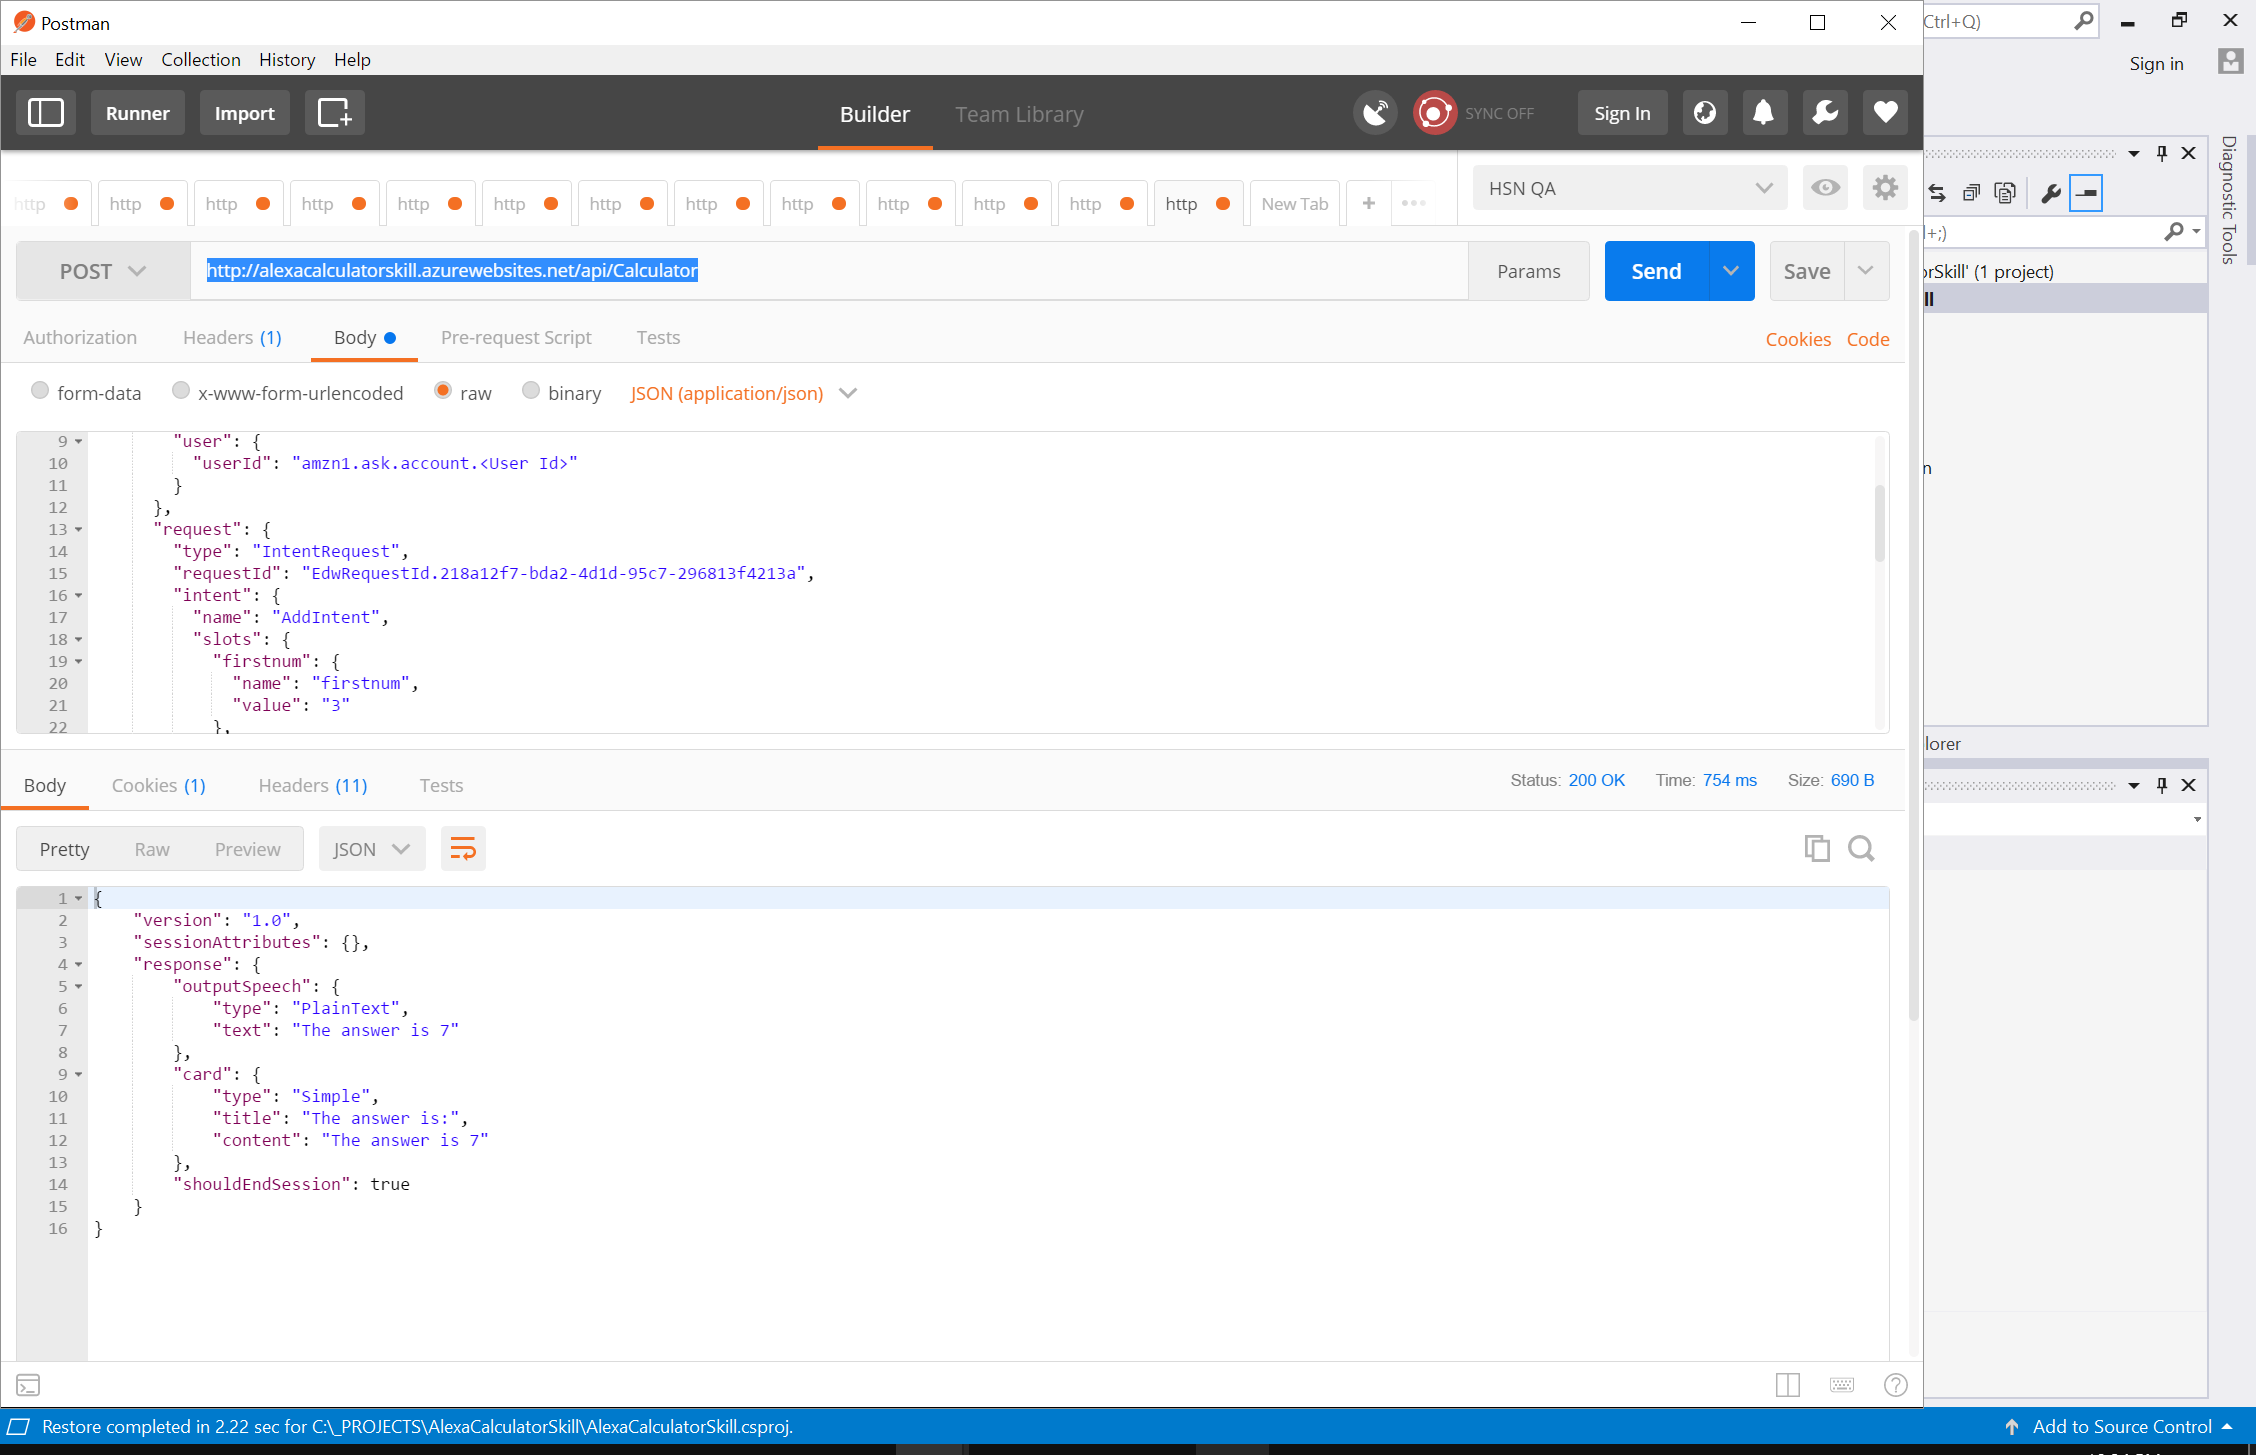 Postman
File Edit View Collection History Help
Runner Import Builder Team Library SYNC OFF Sign In
http http http http http http http http http http http http http New Tab + HSN QA
POST http://alexacalculatorskill.azurewebsites.net/api/Calculator Params Send Save
Authorization Headers (1) Body Pre-request Script Tests Cookies Code
form-data x-www-form-urlencoded raw binary JSON (application/json)
9 "user": {
10 "userId": "amzn1.ask.account.<User Id>"
11 }
12 },
13 "request": {
14 "type": "IntentRequest",
15 "requestId": "EdwRequestId.218a12f7-bda2-4d1d-95c7-296813f4213a",
16 "intent": {
17 "name": "AddIntent",
18 "slots": {
19 "firstnum": {
20 "name": "firstnum",
21 "value": "3"
22 },
Body Cookies (1) Headers (11) Tests Status: 200 OK Time: 754 ms Size: 690 B
Pretty Raw Preview JSON
1 {
2 "version": "1.0",
3 "sessionAttributes": {},
4 "response": {
5 "outputSpeech": {
6 "type": "PlainText",
7 "text": "The answer is 7"
8 },
9 "card": {
10 "type": "Simple",
11 "title": "The answer is:",
12 "content": "The answer is 7"
13 },
14 "shouldEndSession": true
15 }
16 }
Ctrl+Q)
Sign in
Diagnostic Tools
+;)
orSkill' (1 project)
ll
n
lorer
Restore completed in 2.22 sec for C:\_PROJECTS\AlexaCalculatorSkill\AlexaCalculatorSkill.csproj. Add to Source Control